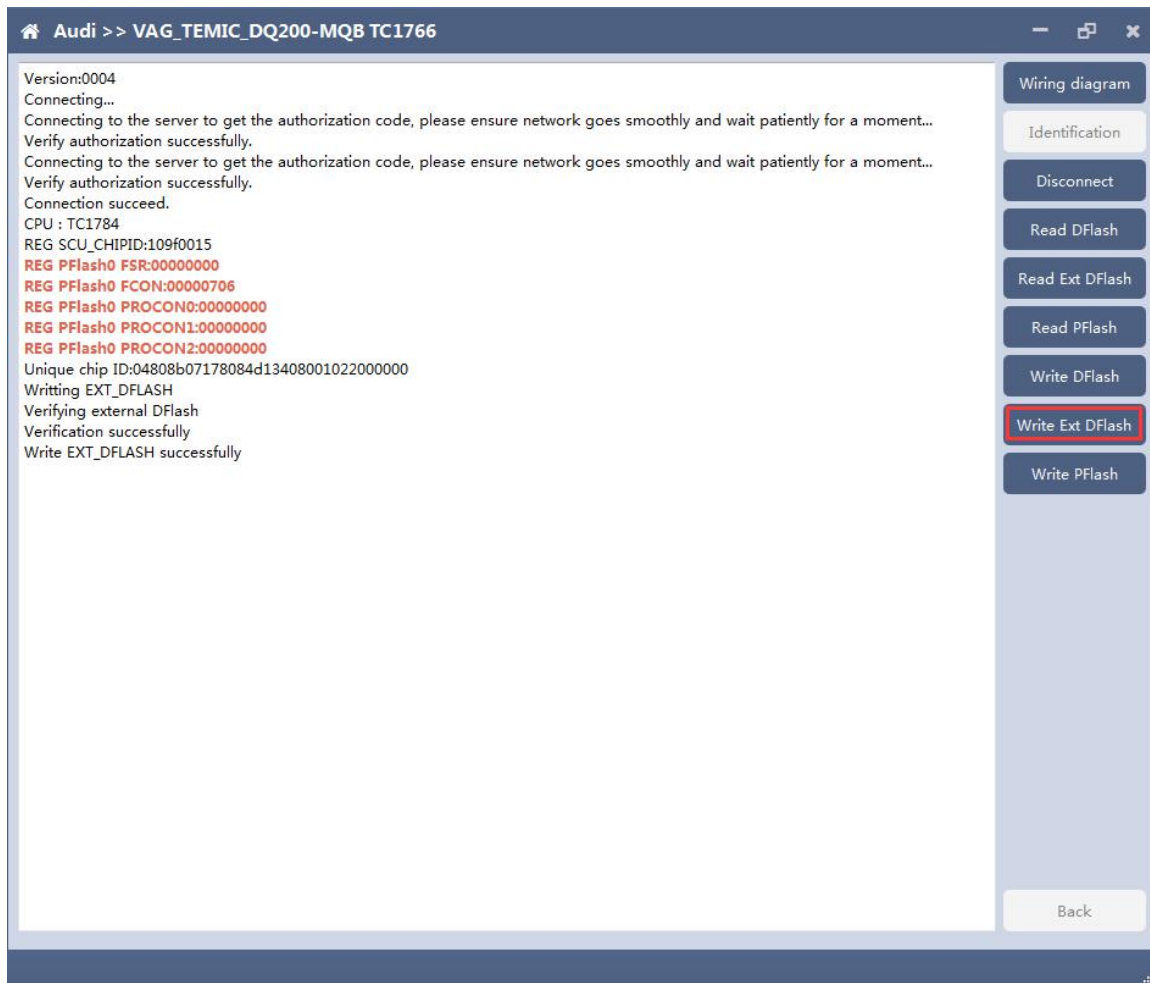 Audi >> VAG_TEMIC_DQ200-MQB TC1766
Version:0004
Connecting...
Connecting to the server to get the authorization code, please ensure network goes smoothly and wait patiently for a moment...
Verify authorization successfully.
Connecting to the server to get the authorization code, please ensure network goes smoothly and wait patiently for a moment...
Verify authorization successfully.
Connection succeed.
CPU : TC1784
REG SCU_CHIPID:109f0015
REG PFlash0 FSR:00000000
REG PFlash0 FCON:00000706
REG PFlash0 PROCON0:00000000
REG PFlash0 PROCON1:00000000
REG PFlash0 PROCON2:00000000
Unique chip ID:04808b07178084d13408001022000000
Writting EXT_DFLASH
Verifying external DFlash
Verification successfully
Write EXT_DFLASH successfully
Wiring diagram
Identification
Disconnect
Read DFlash
Read Ext DFlash
Read PFlash
Write DFlash
Write Ext DFlash
Write PFlash
Back